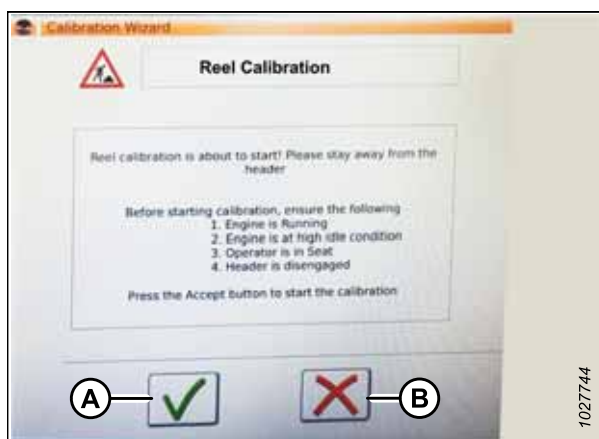 Calibration Wizard
Reel Calibration
Reel calibration is about to start! Please stay away from the
header
Before starting calibration, ensure the following
1. Engine is Running
2. Engine is at high idle condition
3. Operator is in Seat
4. Header is disengaged
Press the Accept button to start the calibration
A
B
1027744